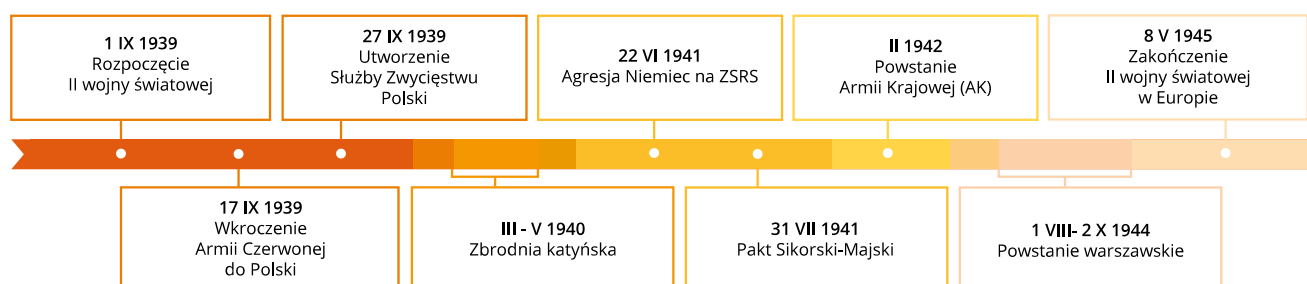 1 IX 1939
Rozpoczęcie
II wojny światowej
27 IX 1939
Utworzenie
Służby Zwycięstwu
Polski
22 VI 1941
Agresja Niemiec na ZSRS
II 1942
Powstanie
Armii Krajowej (AK)
8 V 1945
Zakończenie
II wojny światowej
w Europie
17 IX 1939
Wkroczenie
Armii Czerwonej
do Polski
III - V 1940
Zbrodnia katyńska
31 VII 1941
Pakt Sikorski-Majski
1 VIII- 2 X 1944
Powstanie warszawskie